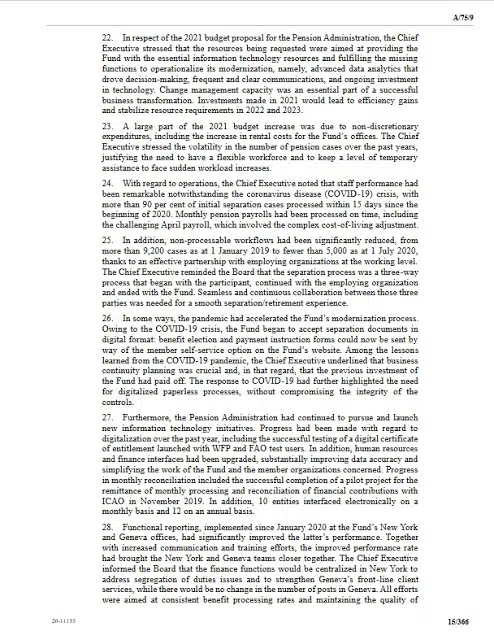 A/75/9
22. In respect of the 2021 budget proposal for the Pension Administration, the Chief
Executive stressed that the resources being requested were aimed at providing the
Fund with the essential information technology resources and fulfilling the missing
functions to operationalize its modernization, namely, advanced data analytics that
drove decision-making, frequent and clear communications, and ongoing investment
in technology. Change management capacity was an essential part of a successful
business transformation. Investments made in 2021 would lead to efficiency gains
and stabilize resource requirements in 2022 and 2023.
23. A large part of the 2021 budget increase was due to non-discretionary
expenditures, including the increase in rental costs for the Fund's offices. The Chief
Executive stressed the volatility in the number of pension cases over the past years,
justifying the need to have a flexible workforce and to keep a level of temporary
assistance to face sudden workload increases.
24. With regard to operations, the Chief Executive noted that staff performance had
been remarkable notwithstanding the coronavirus disease (COVID-19) crisis, with
more than 90 per cent of initial separation cases processed within 15 days since the
beginning of 2020. Monthly pension payrolls had been processed on time, including
the challenging April payroll, which involved the complex cost-of-living adjustment.
25. In addition, non-processable workflows had been significantly reduced, from
more than 9,200 cases as at 1 January 2019 to fewer than 5,000 as at 1 July 2020,
thanks to an effective partnership with employing organizations at the working level.
The Chief Executive reminded the Board that the separation process was a three-way
process that began with the participant, continued with the employing organization
and ended with the Fund. Seamless and continuous collaboration between those three
parties was needed for a smooth separation/retirement experience.
26. In some ways, the pandemic had accelerated the Fund's modernization process.
Owing to the COVID-19 crisis, the Fund began to accept separation documents in
digital format: benefit election and payment instruction forms could now be sent by
way of the member self-service option on the Fund's website. Among the lessons
learned from the COVID-19 pandemic, the Chief Executive underlined that business
continuity planning was crucial and, in that regard, that the previous investment of
the Fund had paid off. The response to COVID-19 had further highlighted the need
for digitalized paperless processes, without compromising the integrity of the
controls.
27. Furthermore, the Pension Administration had continued to pursue and launch
new information technology initiatives. Progress had been made with regard to
digitalization over the past year, including the successful testing of a digital certificate
of entitlement launched with WFP and FAO test users. In addition, human resources
and finance interfaces had been upgraded, substantially improving data accuracy and
simplifying the work of the Fund and the member organizations concerned. Progress
in monthly reconciliation included the successful completion of a pilot project for the
remittance of monthly processing and reconciliation of financial contributions with
ICAO in November 2019. In addition, 10 entities interfaced electronically on a
monthly basis and 12 on an annual basis.
28. Functional reporting, implemented since January 2020 at the Fund's New York
and Geneva offices, had significantly improved the latter's performance. Together
with increased communication and training efforts, the improved performance rate
had brought the New York and Geneva teams closer together. The Chief Executive
informed the Board that the finance functions would be centralized in New York to
address segregation of duties issues and to strengthen Geneva's front-line client
services, while there would be no change in the number of posts in Geneva. All efforts
were aimed at consistent benefit processing rates and maintaining the quality of
20-11135
15/366